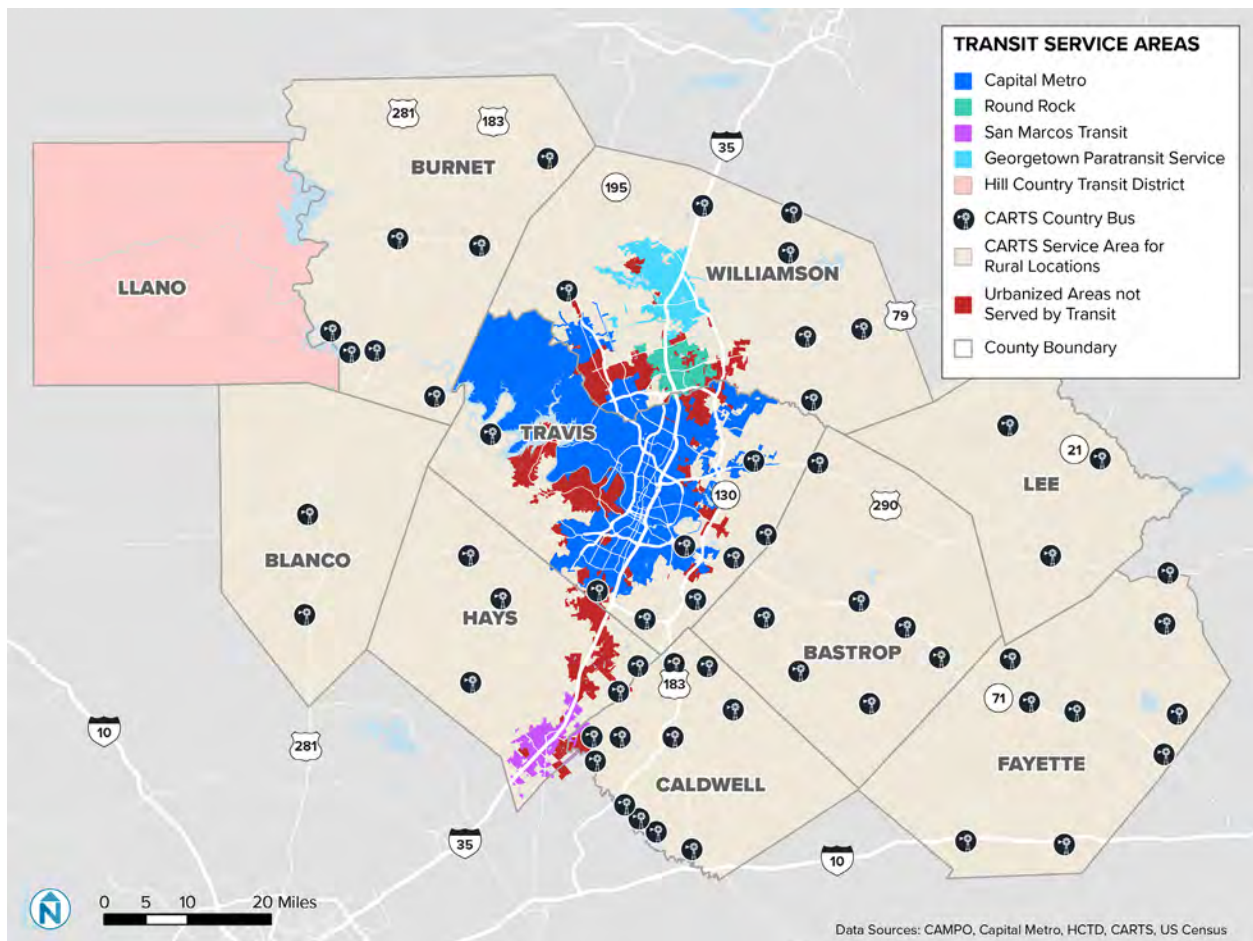 TRANSIT SERVICE AREAS
Capital Metro
Round Rock
San Marcos Transit
Georgetown Paratransit Service
Hill Country Transit District
CARTS Country Bus
CARTS Service Area for
Rural Locations
Urbanized Areas not
Served by Transit
County Boundary
281
183
BURNET
35
195
WILLIAMSON
LLANO
79
TRAVIS
21
LEE
130
290
BLANCO
HAYS
BASTROP
183
71
10
281
FAYETTE
CALDWELL
35
10
N
0 5 10 20 Miles
Data Sources: CAMPO, Capital Metro, HCTD, CARTS, US Census